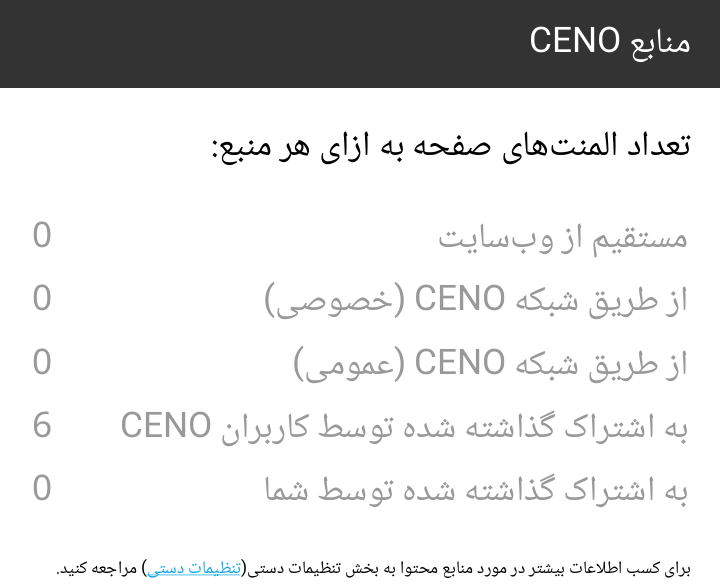 منابع CENO
تعداد المنت‌های صفحه به ازای هر منبع:
مستقیم از وب‌سایت 0
از طریق شبکه CENO (خصوصی) 0
از طریق شبکه CENO (عمومی) 0
به اشتراک گذاشته شده توسط کاربران CENO 6
به اشتراک گذاشته شده توسط شما 0
برای کسب اطلاعات بیشتر در مورد منابع محتوا به بخش تنظیمات دستی(تنظیمات دستی) مراجعه کنید.